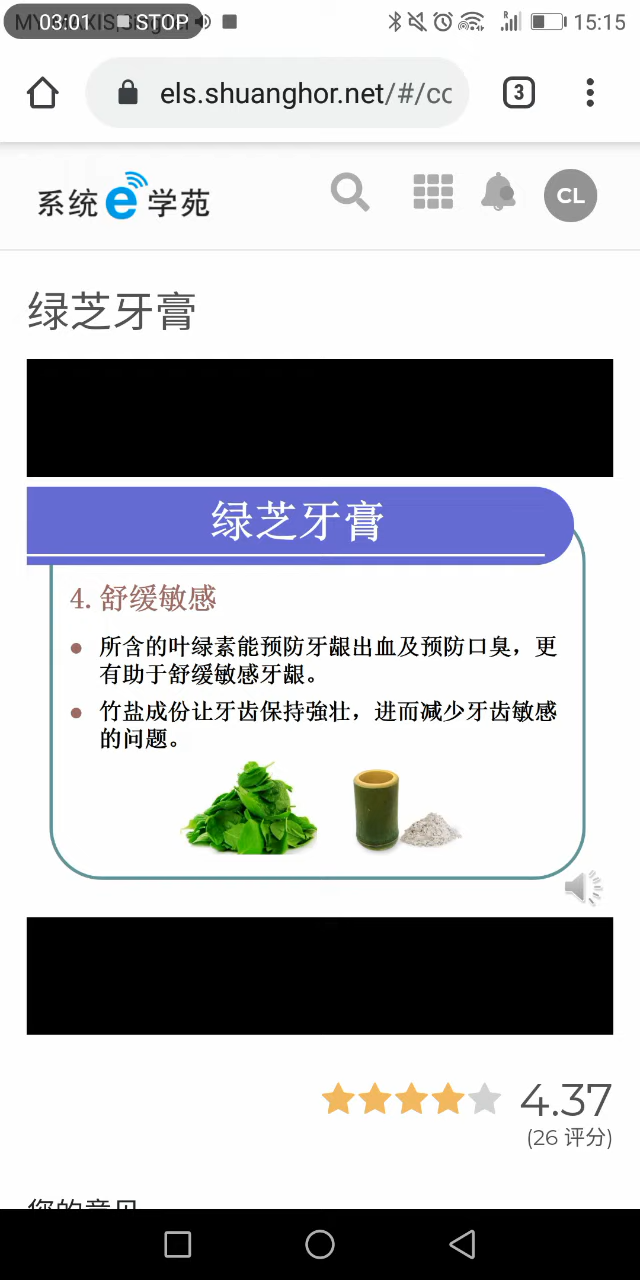 03:01 STOP 15:15
els.shuanghor.net/#/cc
3
系统e学苑
CL
绿芝牙膏
绿芝牙膏
4. 舒缓敏感
所含的叶绿素能预防牙龈出血及预防口臭，更
有助于舒缓敏感牙龈。
竹盐成份让牙齿保持強壮，进而减少牙齿敏感
的问题。
4.37
(26 评分)
您的意见